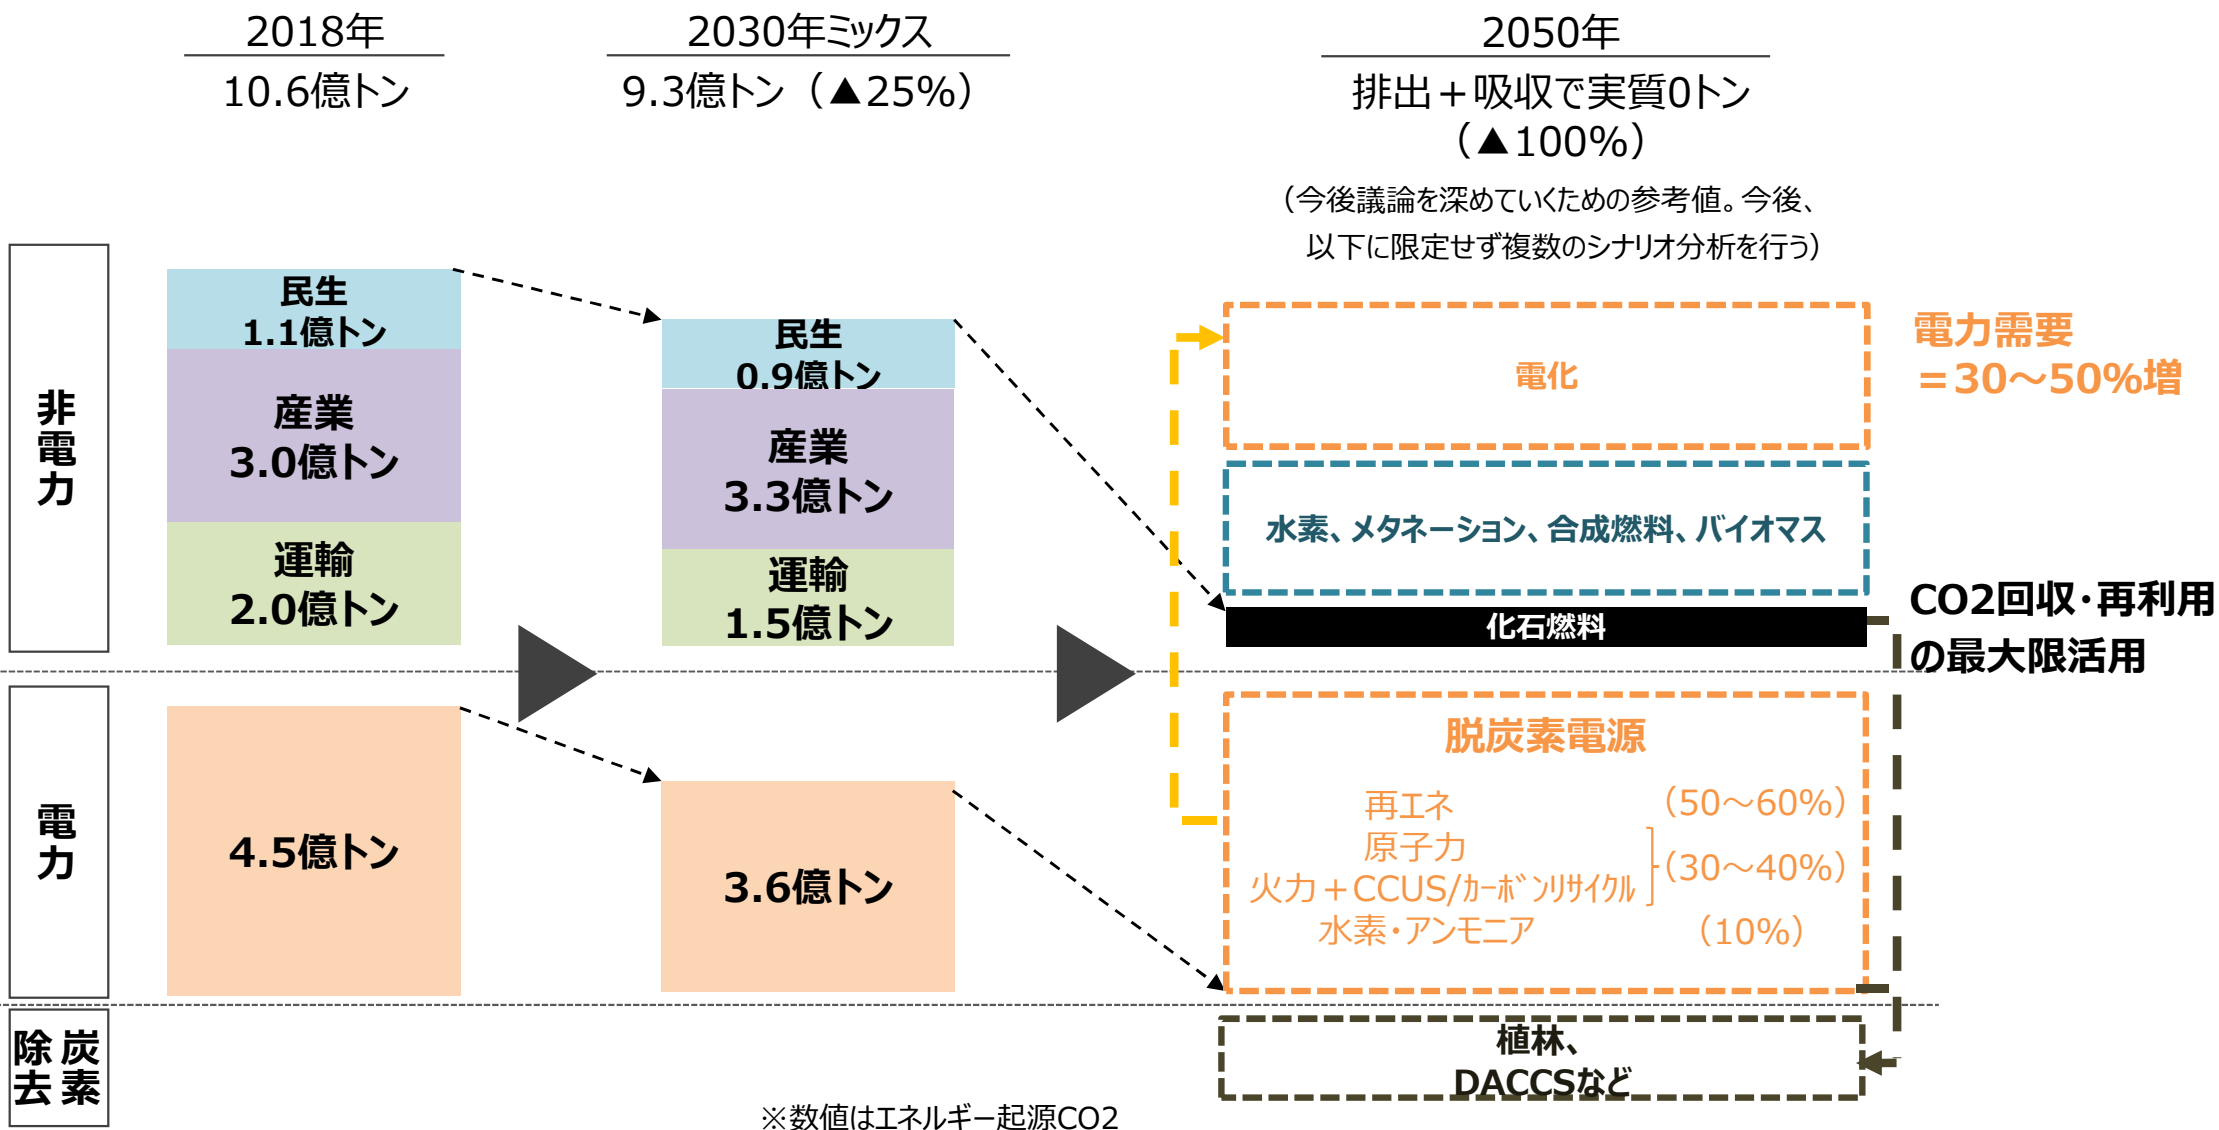 2018年
10.6億トン
2030年ミックス
9.3億トン（▲25%）
2050年
排出＋吸収で実質0トン
（▲100%）
（今後議論を深めていくための参考値。今後、
以下に限定せず複数のシナリオ分析を行う）
非電力
民生
1.1億トン
産業
3.0億トン
運輸
2.0億トン
民生
0.9億トン
産業
3.3億トン
運輸
1.5億トン
電化
電力需要
＝30～50%増
水素、メタネーション、合成燃料、バイオマス
化石燃料
CO2回収・再利用
の最大限活用
電力
4.5億トン
3.6億トン
脱炭素電源
再エネ （50～60%）
原子力
火力＋CCUS/ｶｰﾎﾞﾝﾘｻｲｸﾙ （30～40%）
水素・アンモニア （10%）
炭素除去
植林、
DACCSなど
※数値はエネルギー起源CO2